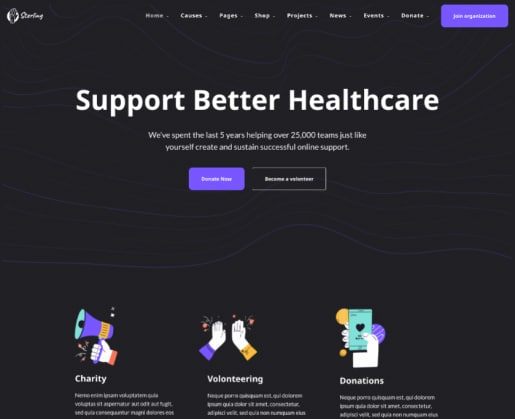 Sterling
Home Causes Pages Shop Projects News Events Donate Join organization
Support Better Healthcare
We've spent the last 5 years helping over 25,000 teams just like
yourself create and sustain successful online support.
Donate Now Become a volunteer
Charity
Nemo enim ipsam voluptatem quia
voluptas sit aspernatur aut odit aut fugit,
sed quia consequuntur magni dolores eos
Volonteering
Neque porro quisquam est, qui dolorem
ipsum quia dolor sit amet, consectetur,
adipisci velit, sed quia non numquam eius
Donations
Neque porro quisquam est, qui dolorem
ipsum quia dolor sit amet, consectetur,
adipisci velit, sed quia non numquam eius